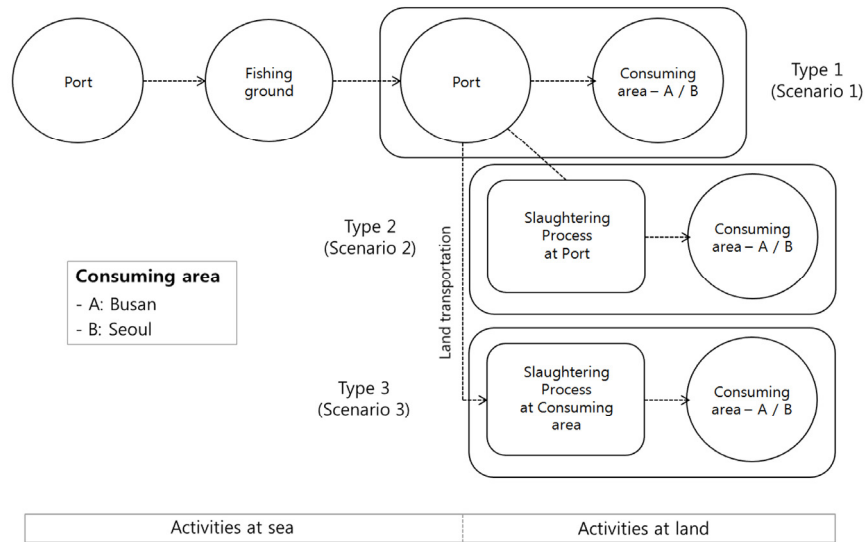 Port
Fishing
ground
Port
Consuming
area – A / B
Type 1
(Scenario 1)
Type 2
(Scenario 2)
Slaughtering
Process
at Port
Consuming
area – A / B
Land transportation
Consuming area
- A: Busan
- B: Seoul
Type 3
(Scenario 3)
Slaughtering
Process
at Consuming
area
Consuming
area – A / B
Activities at sea
Activities at land